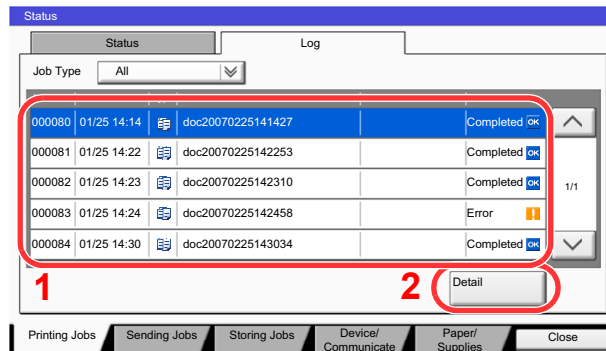 Status
Status Log
Job Type All
000080 01/25 14:14 doc20070225141427 Completed OK
000081 01/25 14:22 doc20070225142253 Completed OK
000082 01/25 14:23 doc20070225142310 Completed OK
1/1
000083 01/25 14:24 doc20070225142458 Error !
000084 01/25 14:30 doc20070225143034 Completed OK
1 2 Detail
Printing Jobs Sending Jobs Storing Jobs Device/
Communicate Paper/
Supplies Close